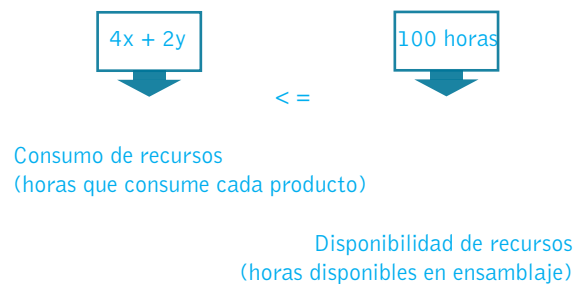 4x + 2y
100 horas
< =
Consumo de recursos
(horas que consume cada producto)
Disponibilidad de recursos
(horas disponibles en ensamblaje)